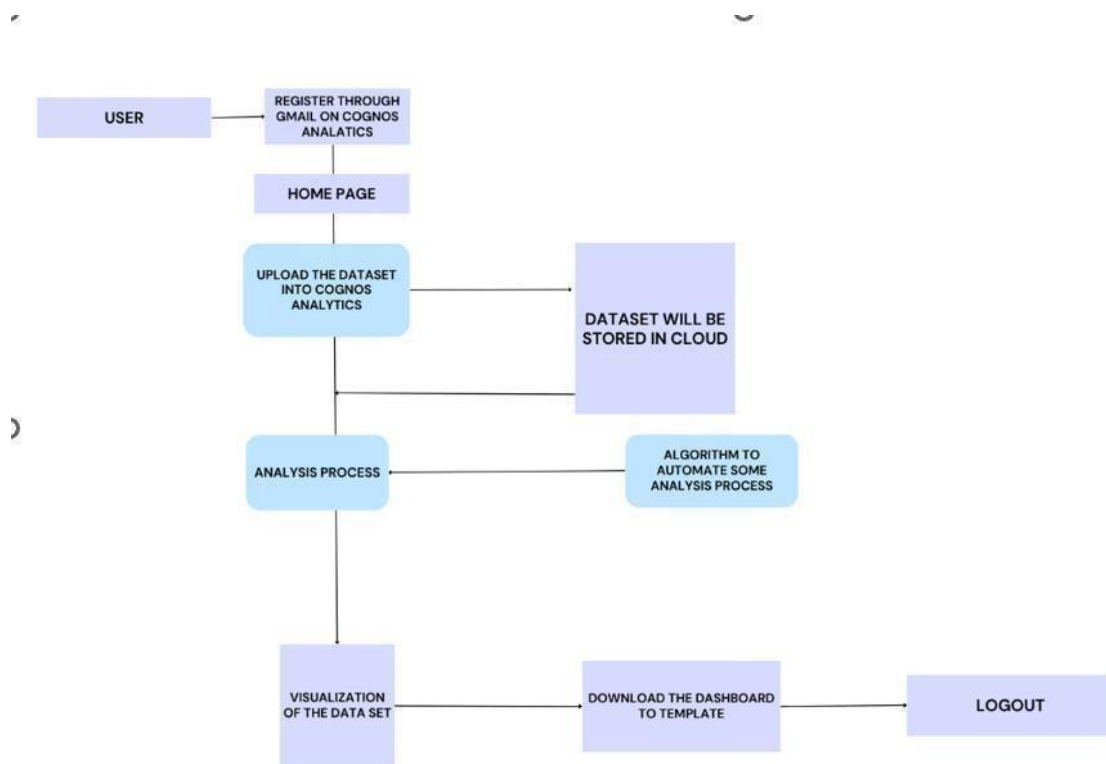 USER
REGISTER THROUGH
GMAIL ON COGNOS
ANALATICS
HOME PAGE
UPLOAD THE DATASET
INTO COGNOS
ANALYTICS
DATASET WILL BE
STORED IN CLOUD
ANALYSIS PROCESS
ALGORITHM TO
AUTOMATE SOME
ANALYSIS PROCESS
VISUALIZATION
OF THE DATA SET
DOWNLOAD THE DASHBOARD
TO TEMPLATE
LOGOUT